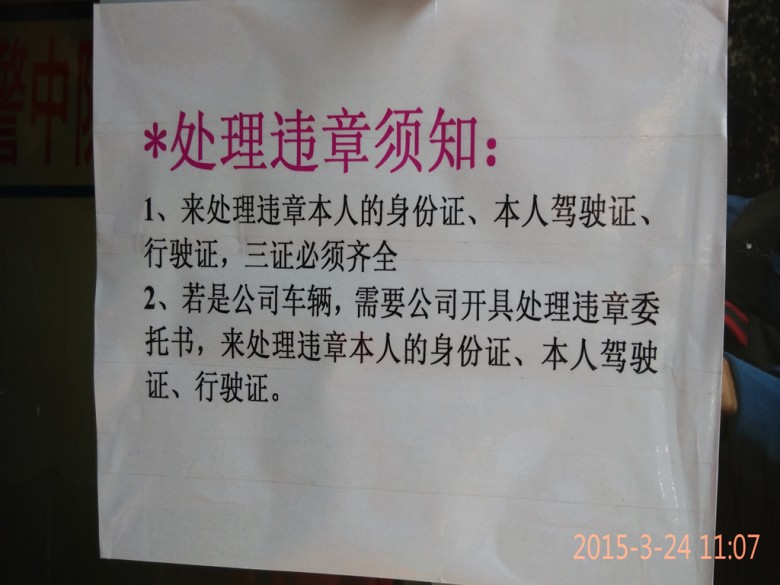 警中队
*处理违章须知：
1、来处理违章本人的身份证、本人驾驶证、
行驶证，三证必须齐全
2、若是公司车辆，需要公司开具处理违章委
托书，来处理违章本人的身份证、本人驾驶
证、行驶证。
2015-3-24 11:07